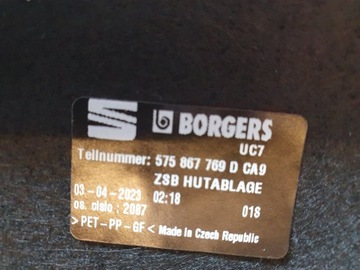 BORGERS
UC7
Teilnummer: 575 867 769 D CA9
ZSB HUTABLAGE
03-04-2023 02:18 018
os. cislo : 2087
>PET-PP-GF< Made in Czech Republic